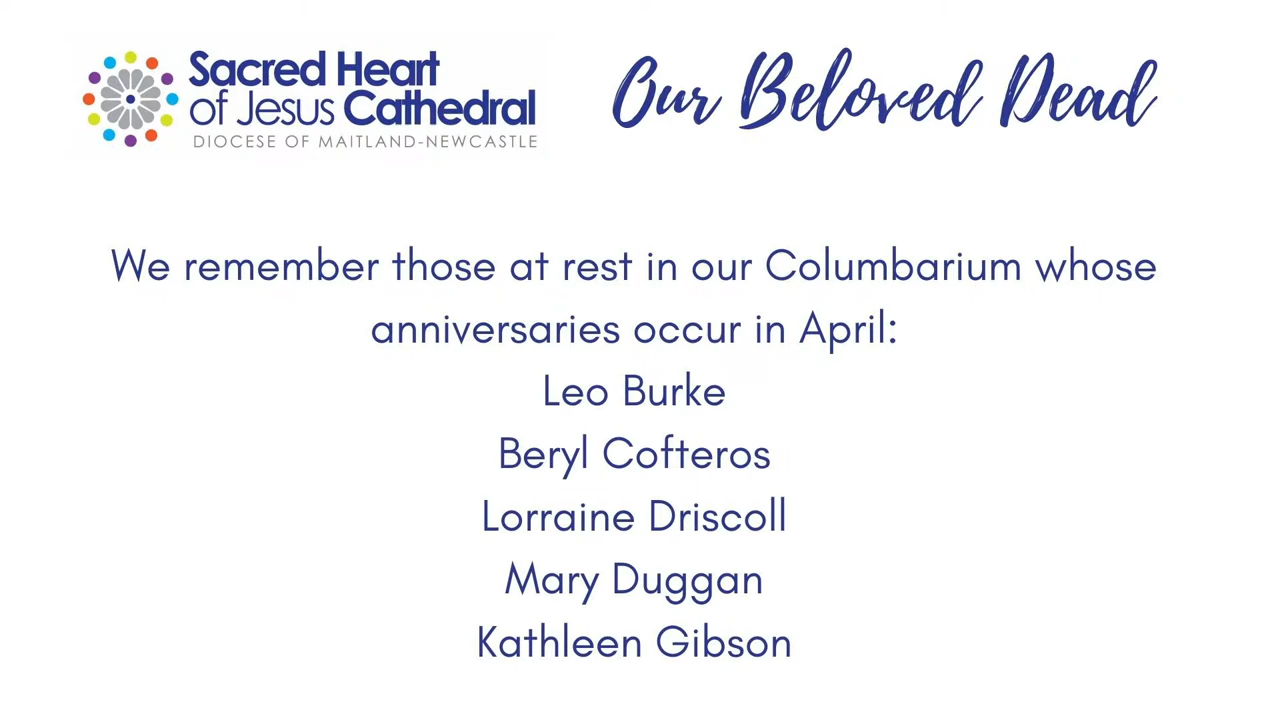 Sacred Heart
of Jesus Cathedral
DIOCESE OF MAITLAND-NEWCASTLE
Our Beloved Dead
We remember those at rest in our Columbarium whose
anniversaries occur in April:
Leo Burke
Beryl Cofteros
Lorraine Driscoll
Mary Duggan
Kathleen Gibson